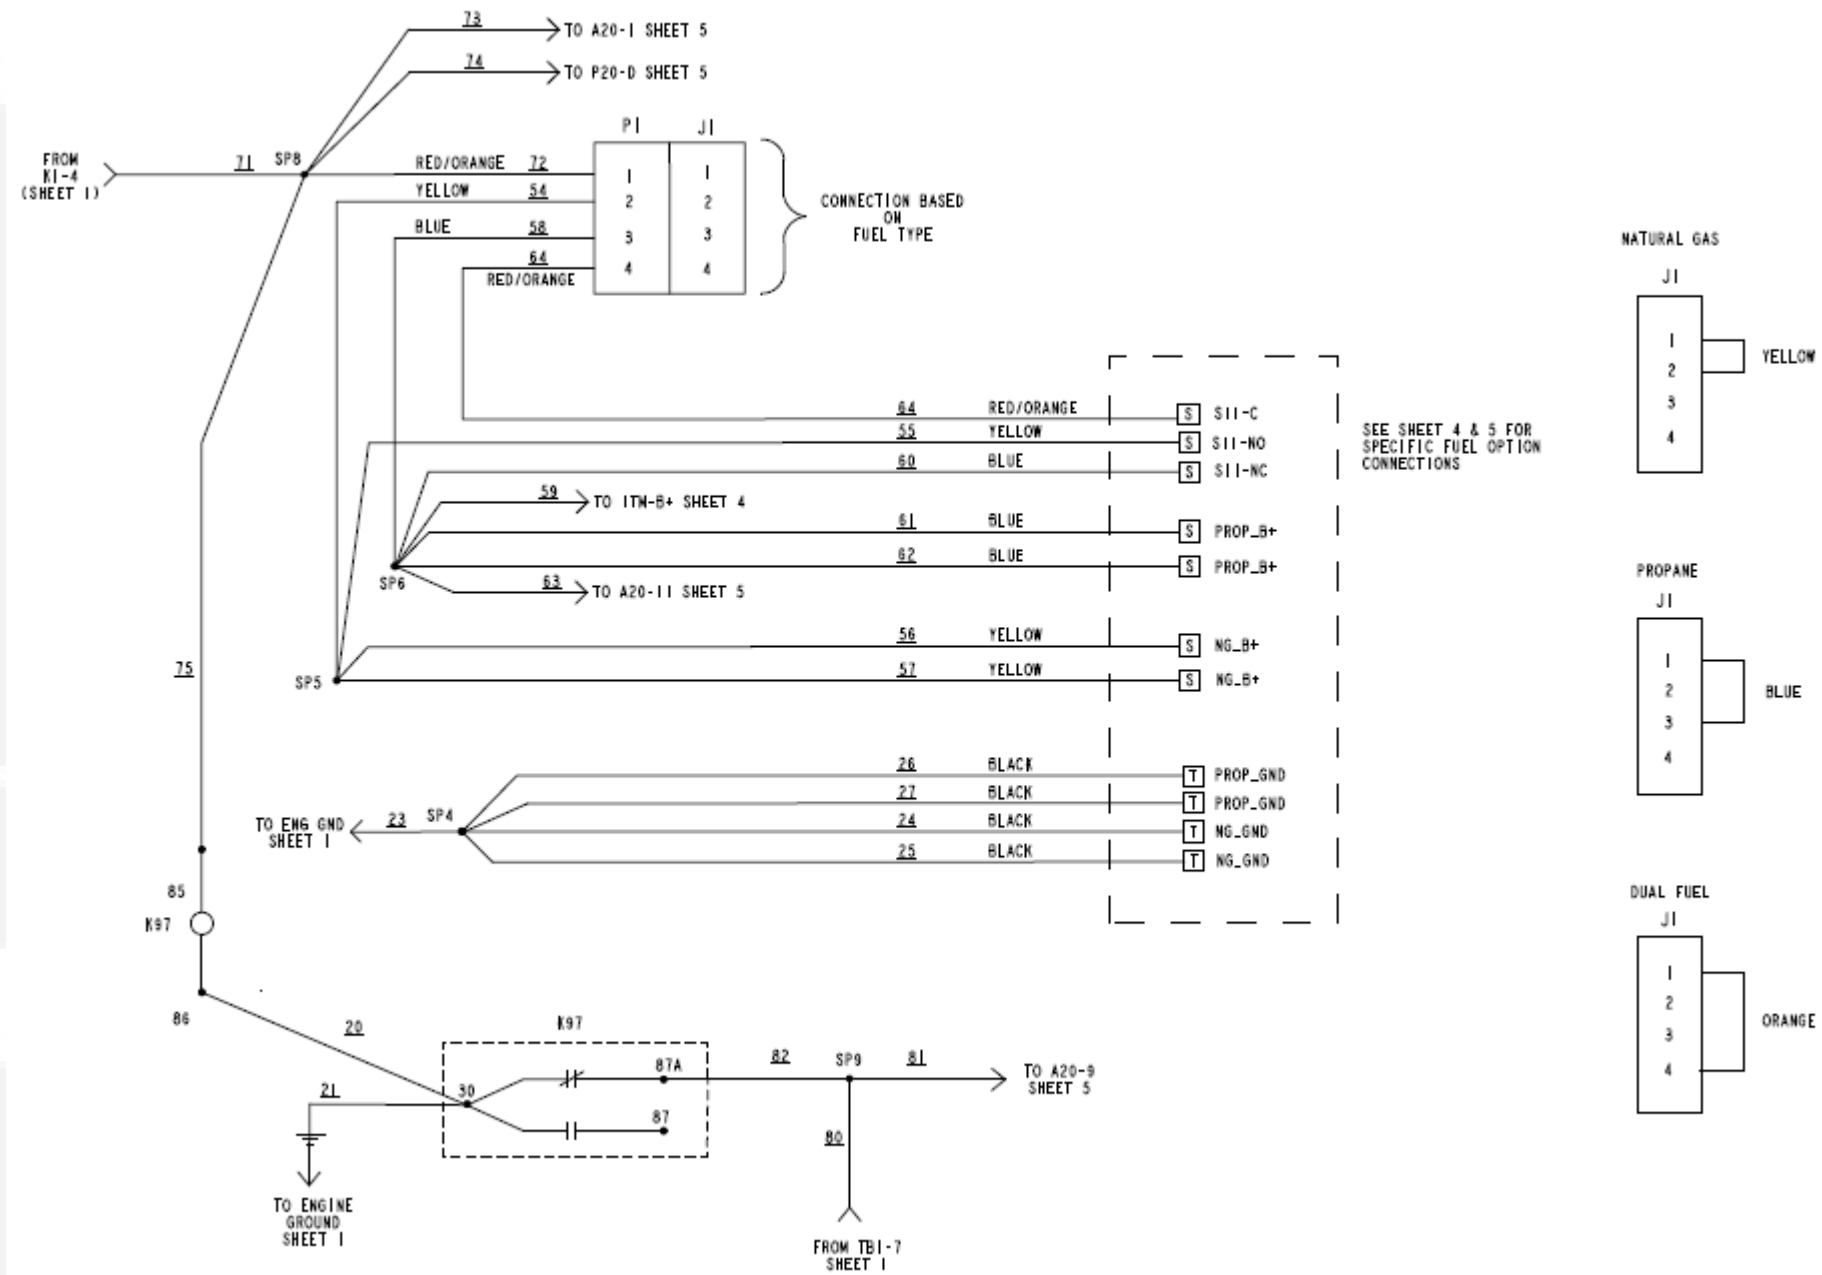 73
TO A20-1 SHEET 5
74
TO P20-D SHEET 5
P1
J1
FROM
K1-4
(SHEET 1)
71
SP8
RED/ORANGE
72
1
1
YELLOW
54
2
2
BLUE
58
3
3
64
4
4
RED/ORANGE
CONNECTION BASED
ON
FUEL TYPE
NATURAL GAS
J1
1
2
3
4
YELLOW
64
RED/ORANGE
S
S11-C
55
YELLOW
S
S11-NO
60
BLUE
S
S11-NC
SEE SHEET 4 & 5 FOR
SPECIFIC FUEL OPTION
CONNECTIONS
59
TO ITM-B+ SHEET 4
61
BLUE
S
PROP_B+
62
BLUE
S
PROP_B+
SP6
63
TO A20-11 SHEET 5
PROPANE
J1
1
2
3
4
BLUE
56
YELLOW
S
NG_B+
57
YELLOW
S
NG_B+
SP5
75
26
BLACK
T
PROP_GND
27
BLACK
T
PROP_GND
TO ENG GND
SHEET 1
23
SP4
24
BLACK
T
NG_GND
25
BLACK
T
NG_GND
85
K97
86
DUAL FUEL
J1
1
2
3
4
ORANGE
20
K97
87A
82
SP9
81
TO A20-9
SHEET 5
21
30
87
80
TO ENGINE
GROUND
SHEET 1
FROM TB1-7
SHEET 1